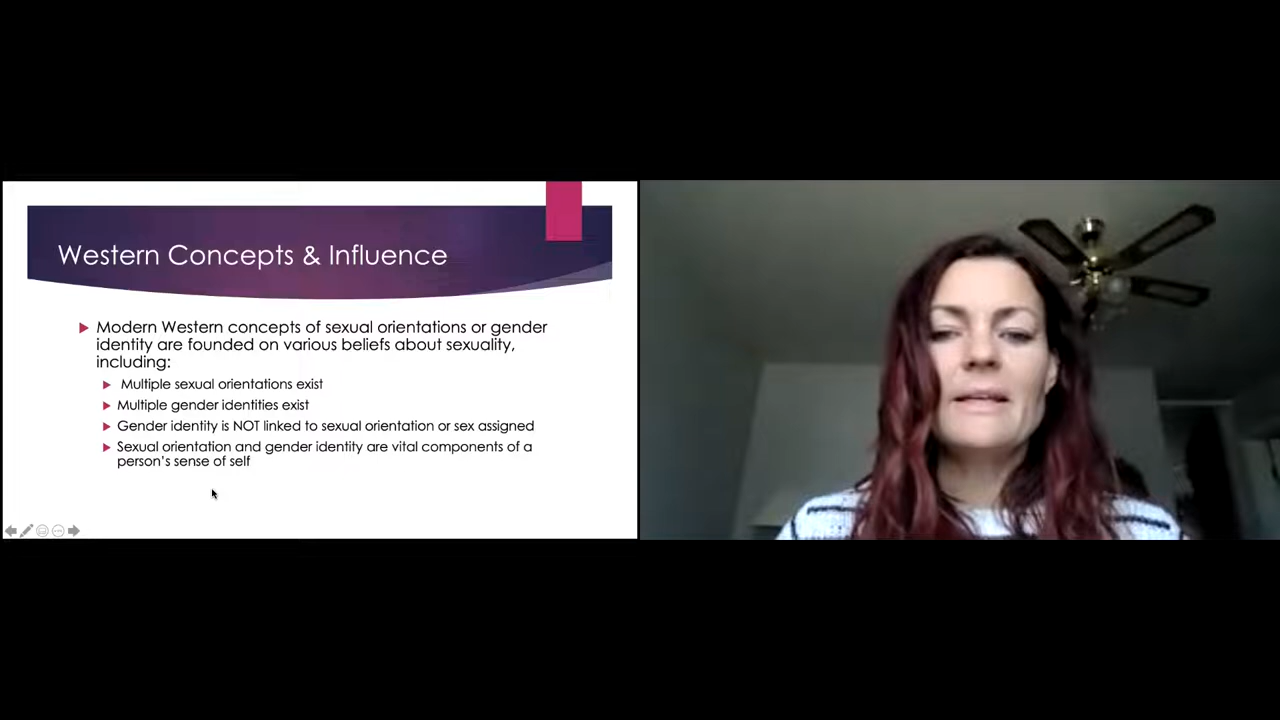 Western Concepts & Influence
Modern Western concepts of sexual orientations or gender
identity are founded on various beliefs about sexuality,
including:
Multiple sexual orientations exist
Multiple gender identities exist
Gender identity is NOT linked to sexual orientation or sex assigned
Sexual orientation and gender identity are vital components of a
person's sense of self